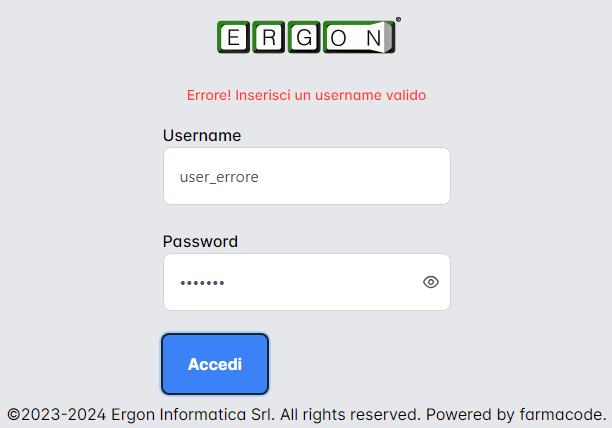 ERGON®
Errore! Inserisci un username valido
Username
user_errore
Password
•••••••
Accedi
©2023-2024 Ergon Informatica Srl. All rights reserved. Powered by farmacode.